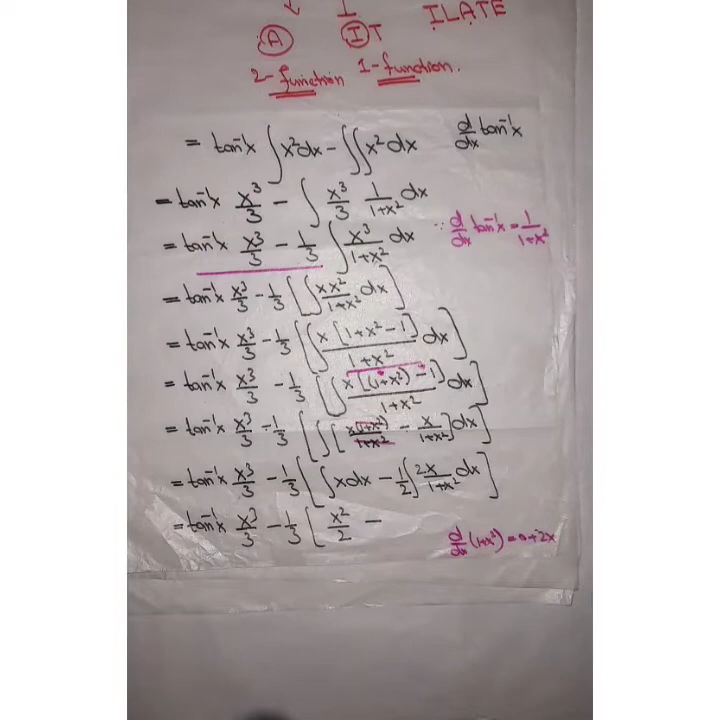 ILATE
Ⓐ Ⓘ T
2-function 1-function.
= tan⁻¹x ∫x²dx - ∫∫x²dx d/dx tan⁻¹x
= tan⁻¹x x³/3 - ∫ x³/3 1/1+x² dx
= tan⁻¹x x³/3 - 1/3 ∫ x³/1+x² dx ∵ d/dx tan⁻¹x = 1/1+x²
= tan⁻¹x x³/3 - 1/3 [∫ xx²/1+x² dx]
= tan⁻¹x x³/3 - 1/3 [∫ x[1+x²-1]/1+x² dx]
= tan⁻¹x x³/3 - 1/3 [∫ x[(1+x²)-1]/1+x² dx]
= tan⁻¹x x³/3 - 1/3 [∫[x(1+x²)/1+x² - x/1+x²]dx]
= tan⁻¹x x³/3 - 1/3 [∫xdx - 1/2 ∫ 2x/1+x² dx]
= tan⁻¹x x³/3 - 1/3 [x²/2 -
d/dx (1+x²) = 0+2x